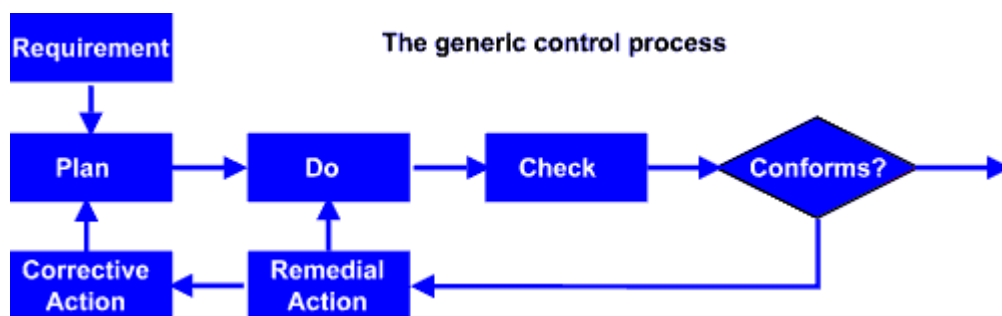 Requirement
The generic control process
Plan
Do
Check
Conforms?
Corrective
Action
Remedial
Action